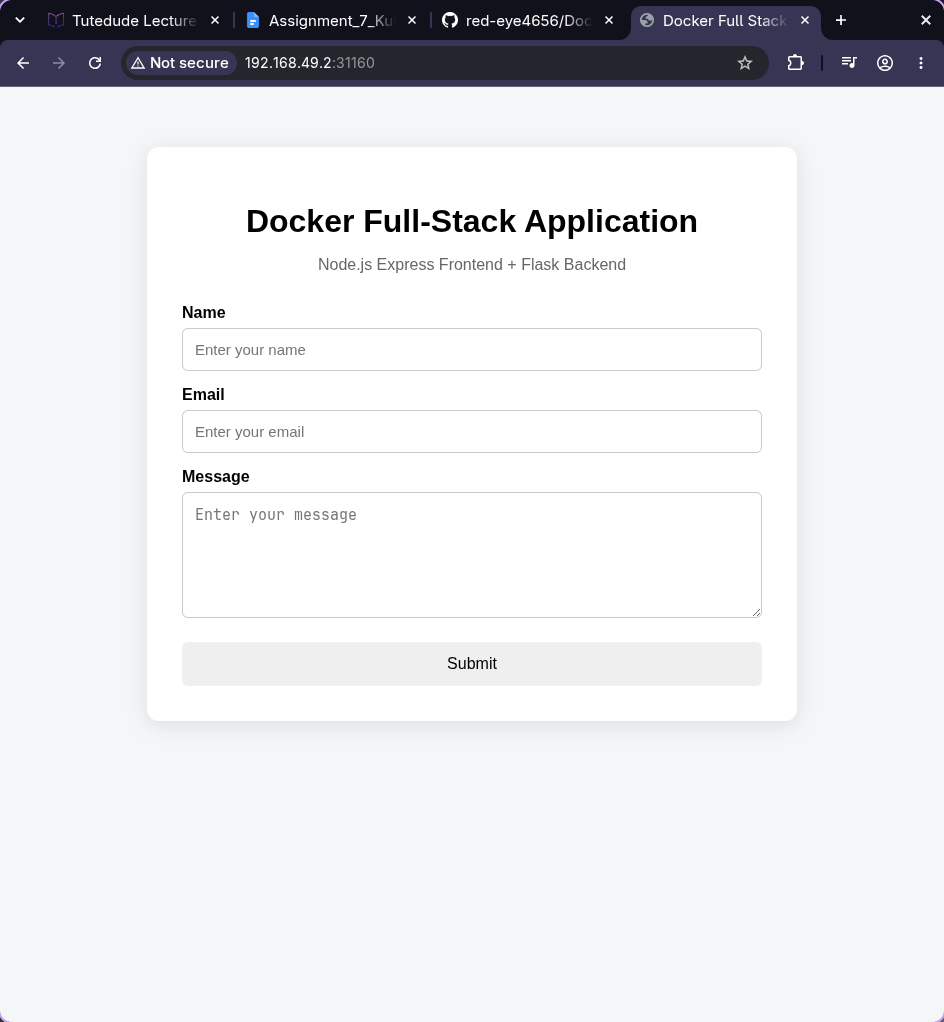 Tutedude Lecture
Assignment_7_Ku
red-eye4656/Doc
Docker Full Stack
Not secure
192.168.49.2:31160
Docker Full-Stack Application
Node.js Express Frontend + Flask Backend
Name
Enter your name
Email
Enter your email
Message
Enter your message
Submit